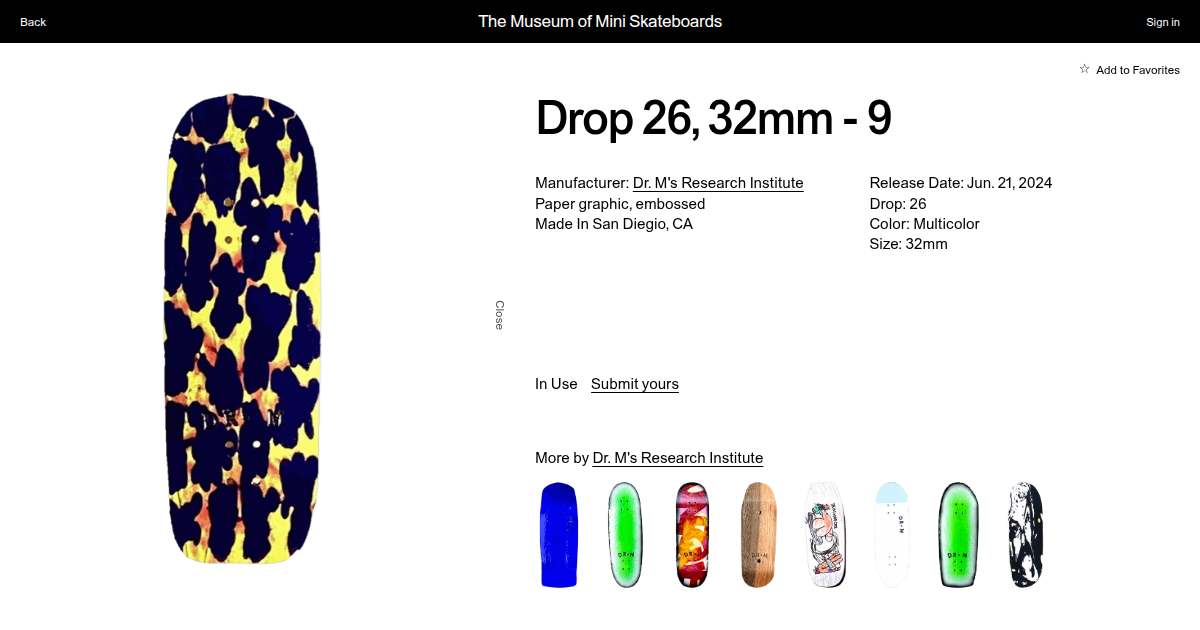 Back
The Museum of Mini Skateboards
Sign in
☆ Add to Favorites
Drop 26, 32mm - 9
Manufacturer: Dr. M's Research Institute
Paper graphic, embossed
Made In San Diegio, CA
Release Date: Jun. 21, 2024
Drop: 26
Color: Multicolor
Size: 32mm
Close
In Use Submit yours
More by Dr. M's Research Institute